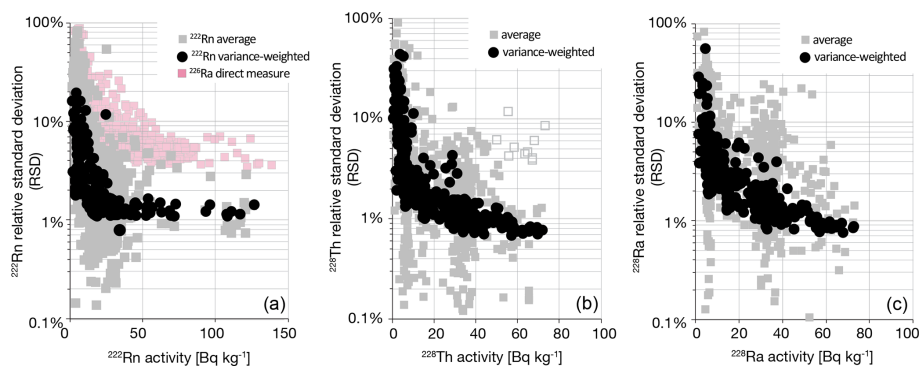 100%
10%
1%
0.1%
²²²Rn relative standard deviation
(RSD)
²²²Rn average
²²²Rn variance-weighted
²²⁶Ra direct measure
(a)
0 50 100 150
²²²Rn activity [Bq kg⁻¹]
100%
10%
1%
0.1%
²²⁸Th relative standard deviation
(RSD)
average
variance-weighted
(b)
0 20 40 60 80 100
²²⁸Th activity [Bq kg⁻¹]
100%
10%
1%
0.1%
²²⁸Ra relative standard deviation
(RSD)
average
variance-weighted
(c)
0 20 40 60 80 100
²²⁸Ra activity [Bq kg⁻¹]